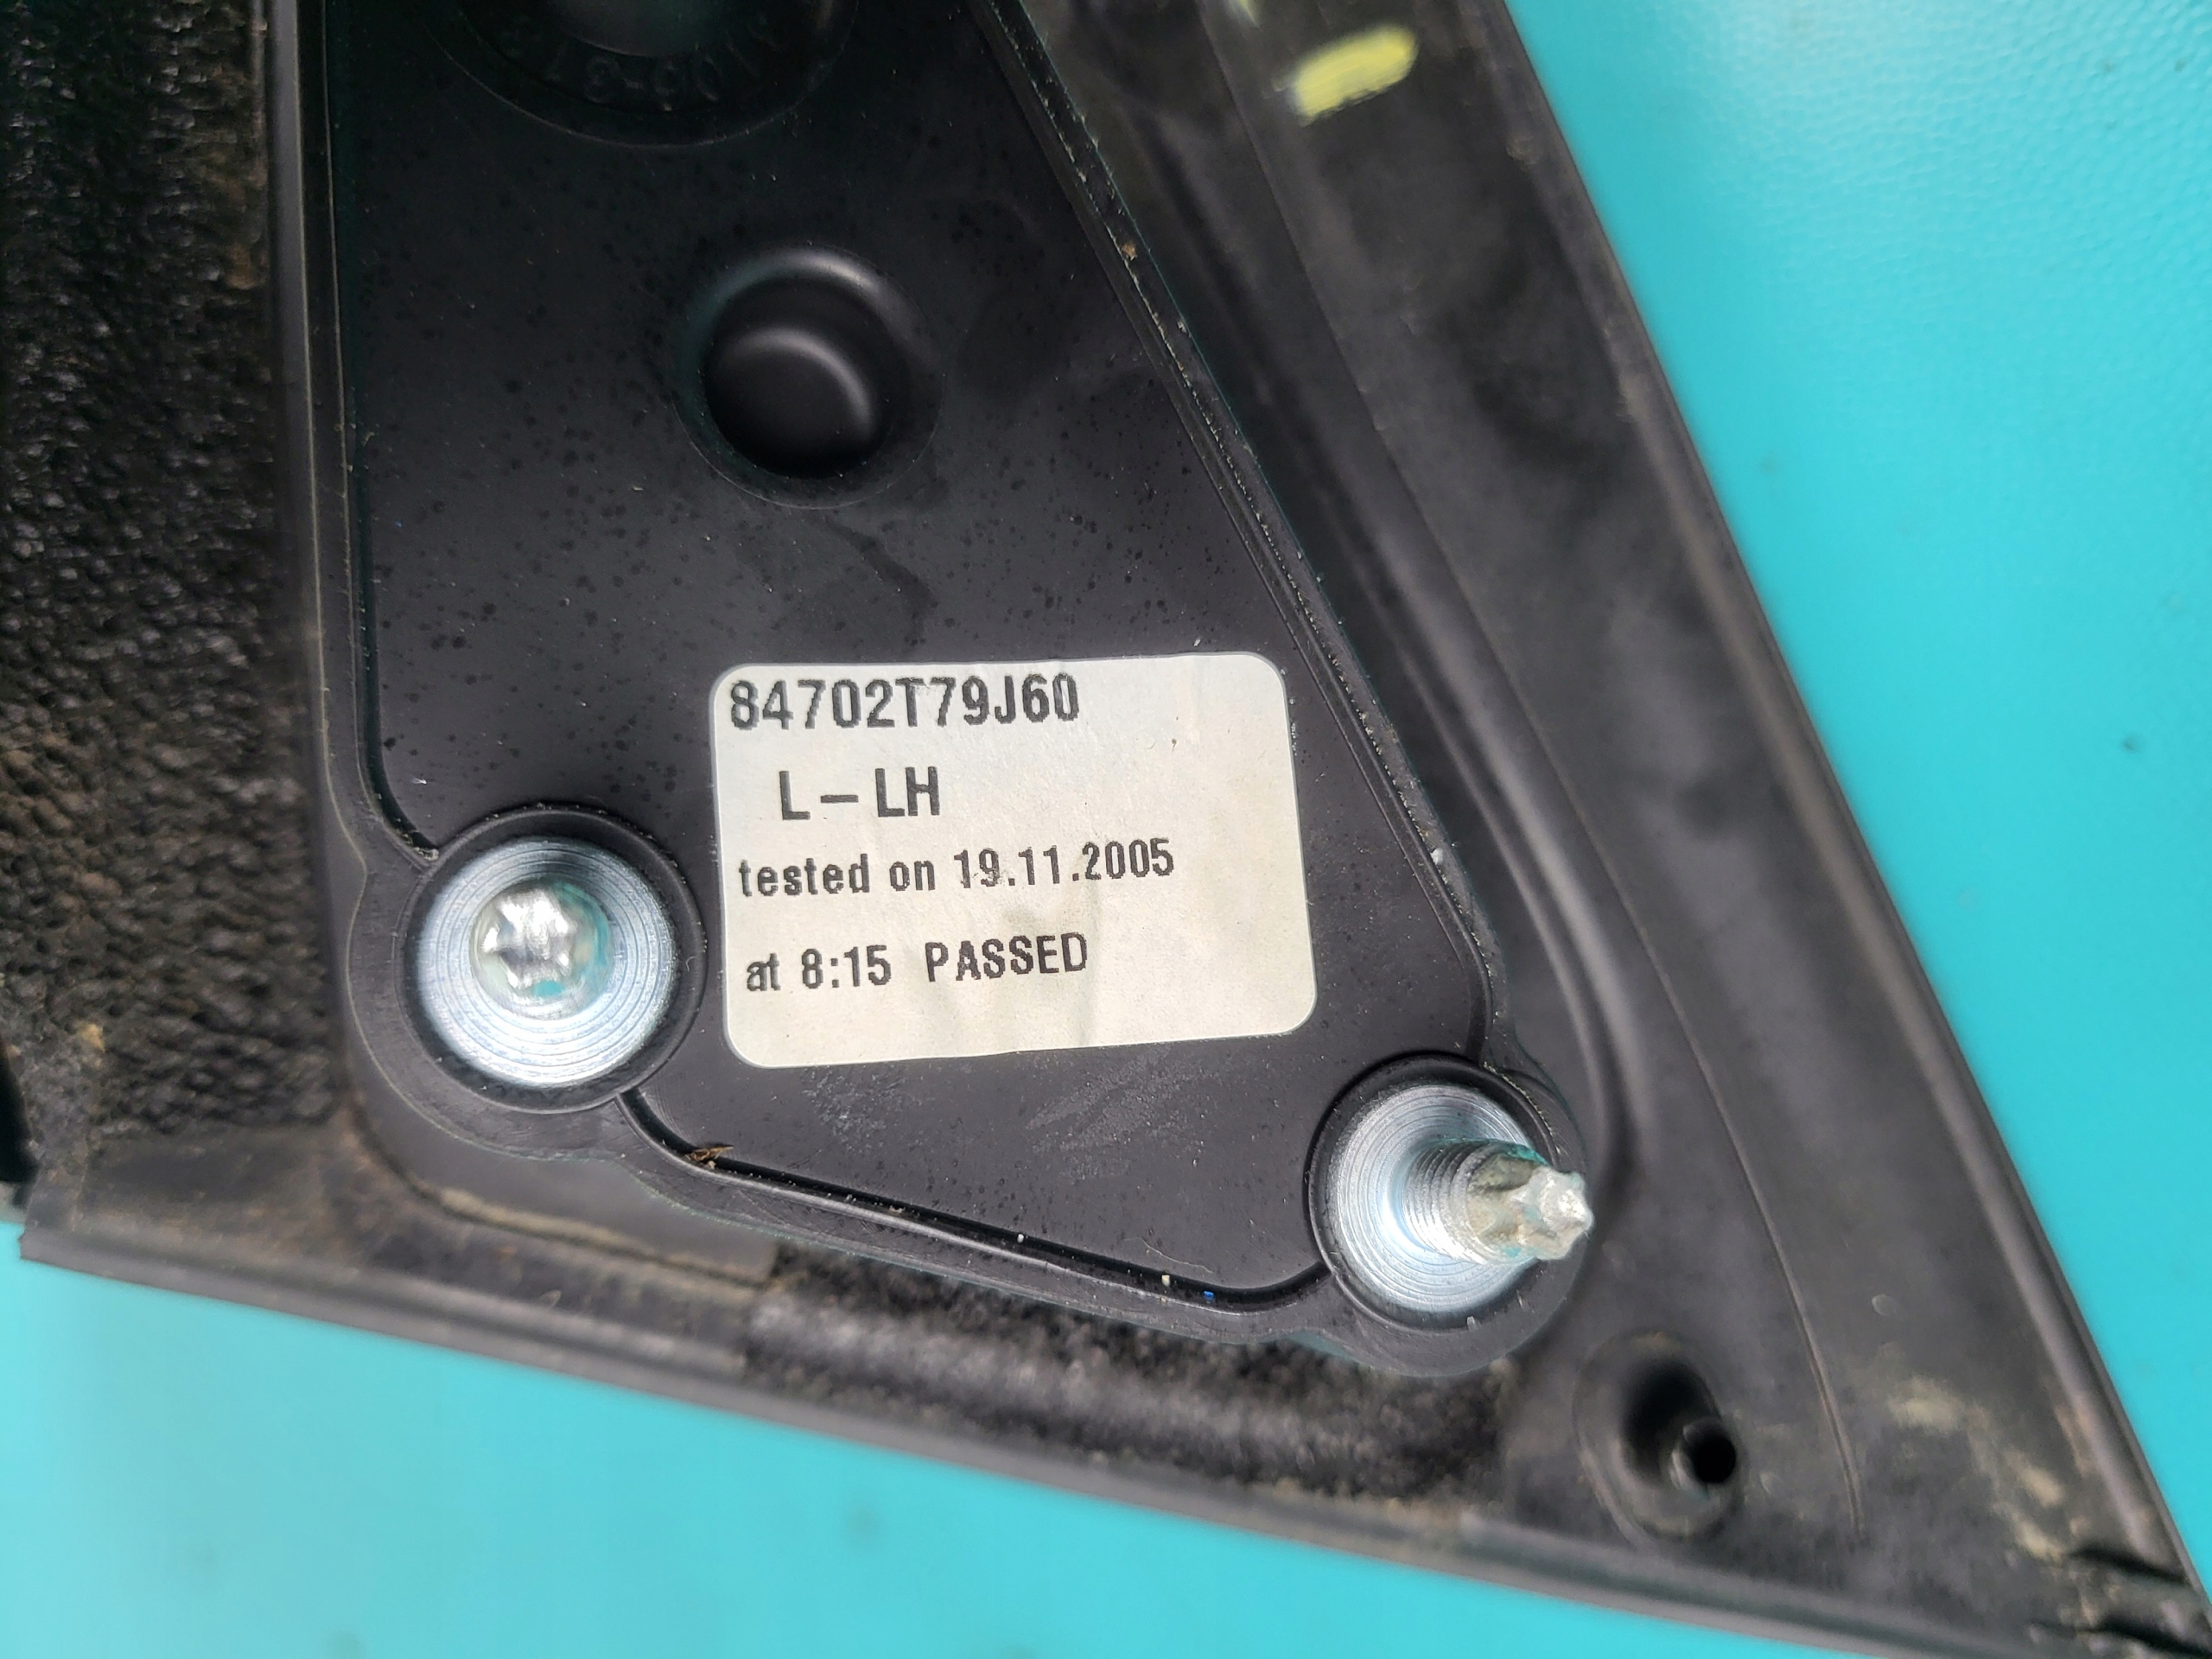 84702T79J60
L-LH
tested on 19.11.2005
at 8:15 PASSED